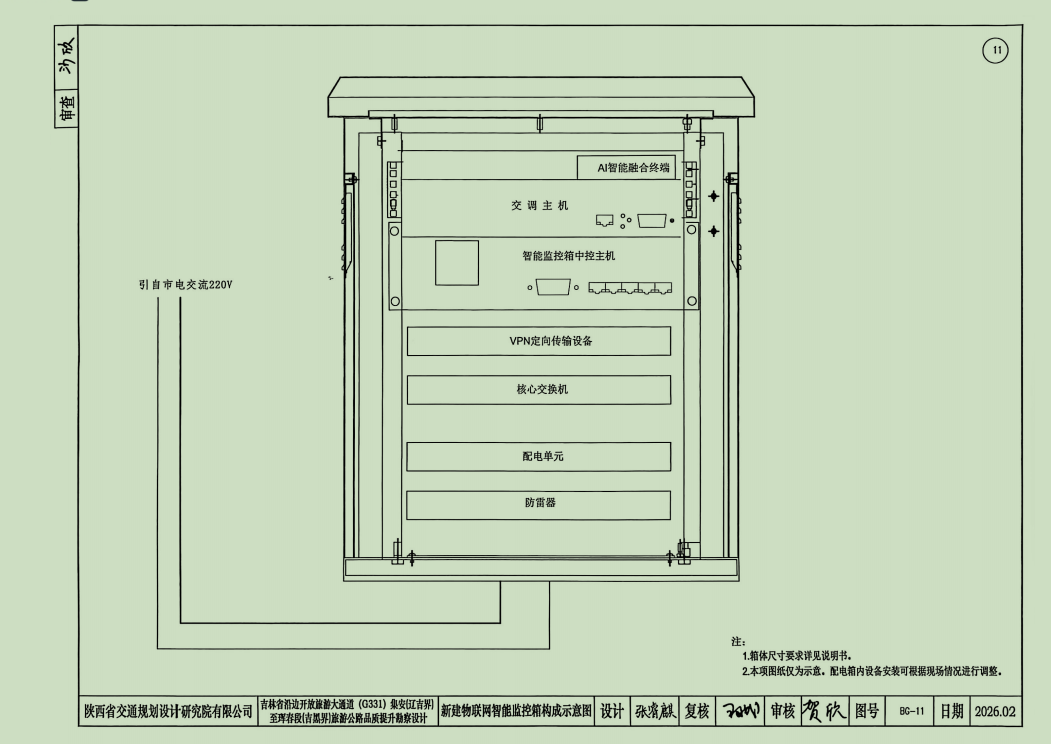 11
审查
AI智能融合终端
交调主机
智能监控箱中控主机
引自市电交流220V
VPN定向传输设备
核心交换机
配电单元
防雷器
注:
1.箱体尺寸要求详见说明书。
2.本项图纸仅为示意。配电箱内设备安装可根据现场情况进行调整。
陕西省交通规划设计研究院有限公司
吉林省沿边开放旅游大通道（G331）集安(辽吉界)
至珲春段(吉黑界)旅游公路品质提升勘察设计
新建物联网智能监控箱构成示意图
设计
复核
审核
贺欣
图号
BG-11
日期
2026.02